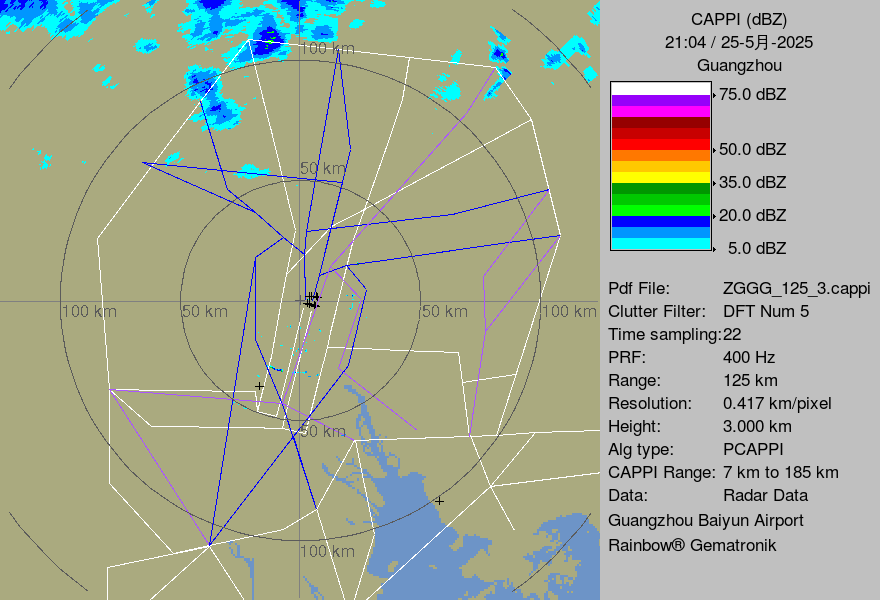 CAPPI (dBZ)
21:04 / 25-5月-2025
Guangzhou
75.0 dBZ
50.0 dBZ
35.0 dBZ
20.0 dBZ
5.0 dBZ
Pdf File: ZGGG_125_3.cappi
Clutter Filter: DFT Num 5
Time sampling:22
PRF: 400 Hz
Range: 125 km
Resolution: 0.417 km/pixel
Height: 3.000 km
Alg type: PCAPPI
CAPPI Range: 7 km to 185 km
Data: Radar Data
Guangzhou Baiyun Airport
Rainbow® Gematronik
100 km
50 km
100 km
50 km
50 km
100 km
50 km
100 km